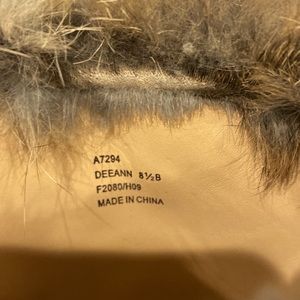 A7294
DEEANN 8½B
F2080/H09
MADE IN CHINA